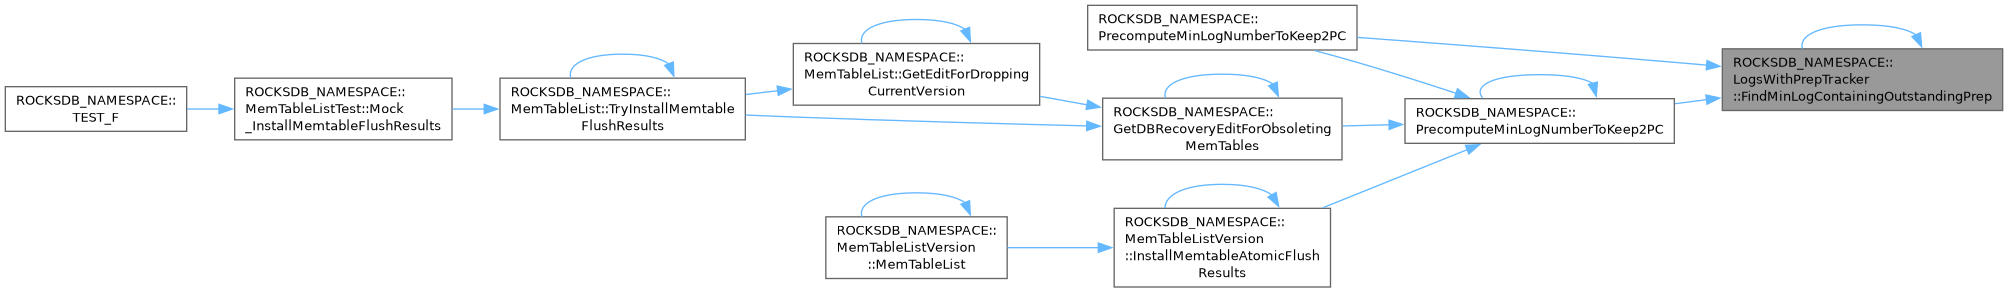 ROCKSDB_NAMESPACE::
TEST_F
ROCKSDB_NAMESPACE::
MemTableListTest::Mock
_InstallMemtableFlushResults
ROCKSDB_NAMESPACE::
MemTableList::TryInstallMemtable
FlushResults
ROCKSDB_NAMESPACE::
MemTableList::GetEditForDropping
CurrentVersion
ROCKSDB_NAMESPACE::
MemTableListVersion
::MemTableList
ROCKSDB_NAMESPACE::
PrecomputeMinLogNumberToKeep2PC
ROCKSDB_NAMESPACE::
GetDBRecoveryEditForObsoleting
MemTables
ROCKSDB_NAMESPACE::
MemTableListVersion
::InstallMemtableAtomicFlush
Results
ROCKSDB_NAMESPACE::
PrecomputeMinLogNumberToKeep2PC
ROCKSDB_NAMESPACE::
LogsWithPrepTracker
::FindMinLogContainingOutstandingPrep